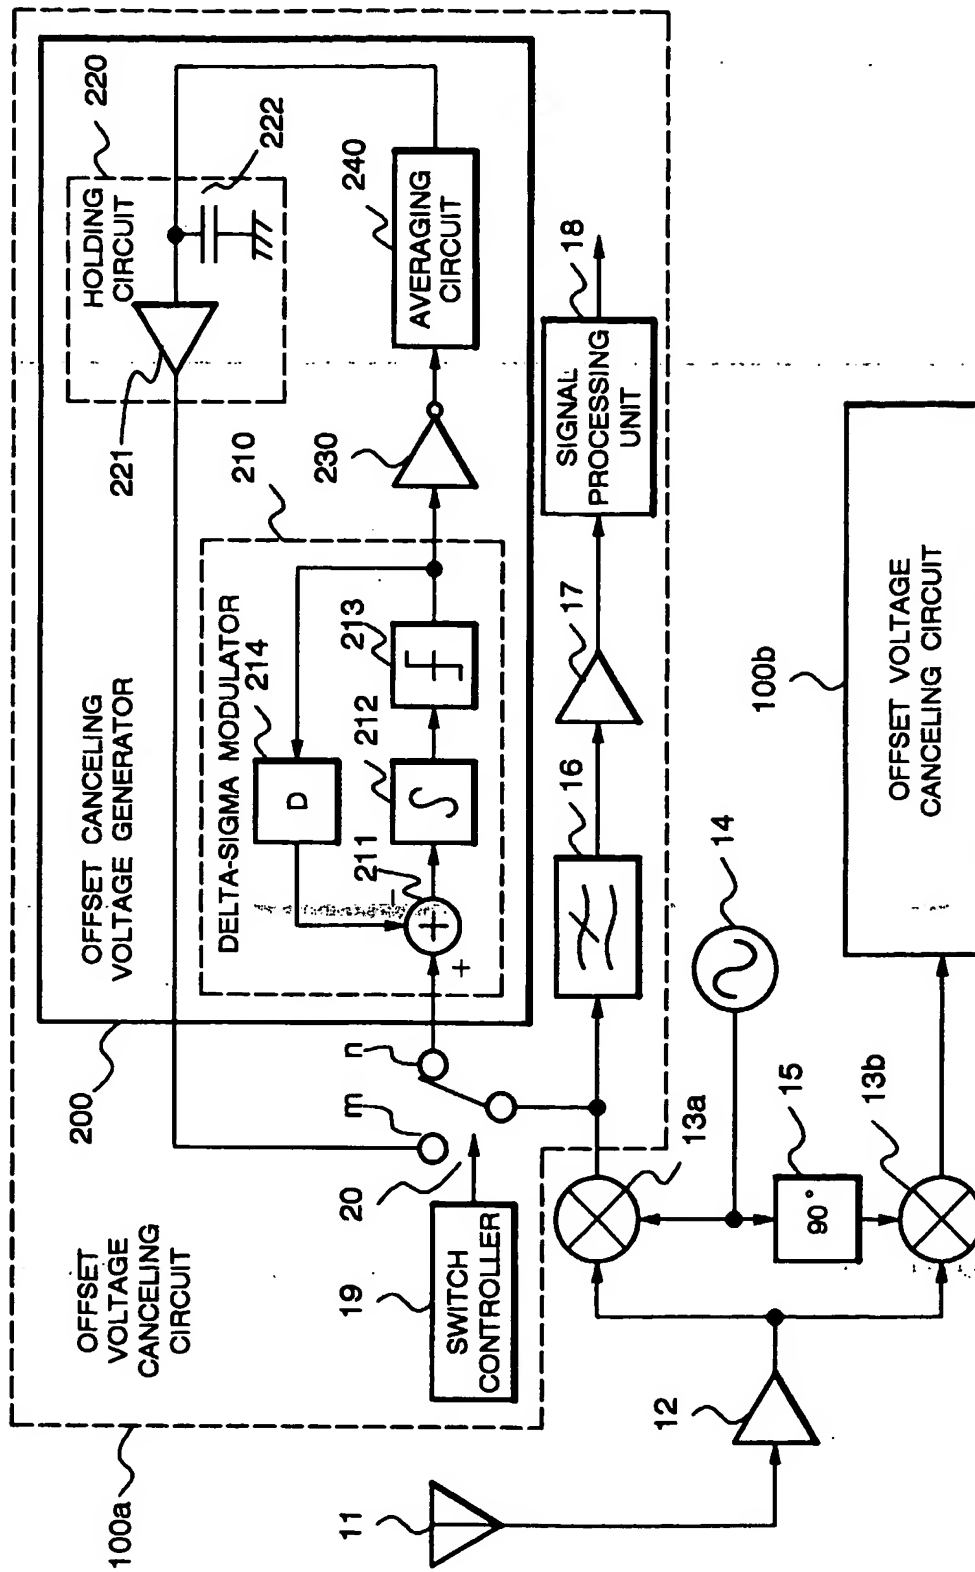 100a
OFFSET
VOLTAGE
CANCELING
CIRCUIT
200
OFFSET CANCELING
VOLTAGE GENERATOR
221
HOLDING
CIRCUIT
220
222
DELTA-SIGMA MODULATOR
214
210
D
211
212
213
230
240
AVERAGING
CIRCUIT
+
-
S
m
n
20
19
SWITCH
CONTROLLER
16
17
SIGNAL
PROCESSING
UNIT
18
11
12
13a
14
15
90°
13b
100b
OFFSET VOLTAGE
CANCELING CIRCUIT